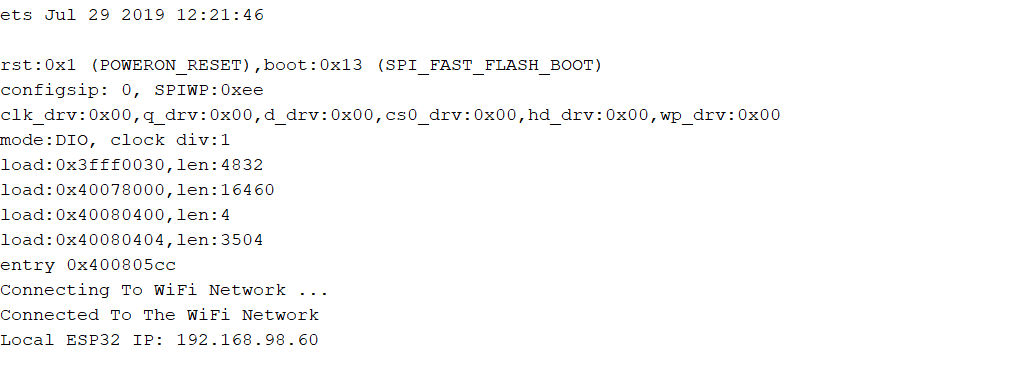 ets Jul 29 2019 12:21:46
rst:0x1 (POWERON_RESET),boot:0x13 (SPI_FAST_FLASH_BOOT)
configsip: 0, SPIWP:0xee
clk_drv:0x00,q_drv:0x00,d_drv:0x00,cs0_drv:0x00,hd_drv:0x00,wp_drv:0x00
mode:DIO, clock div:1
load:0x3fff0030,len:4832
load:0x40078000,len:16460
load:0x40080400,len:4
load:0x40080404,len:3504
entry 0x400805cc
Connecting To WiFi Network ...
Connected To The WiFi Network
Local ESP32 IP: 192.168.98.60